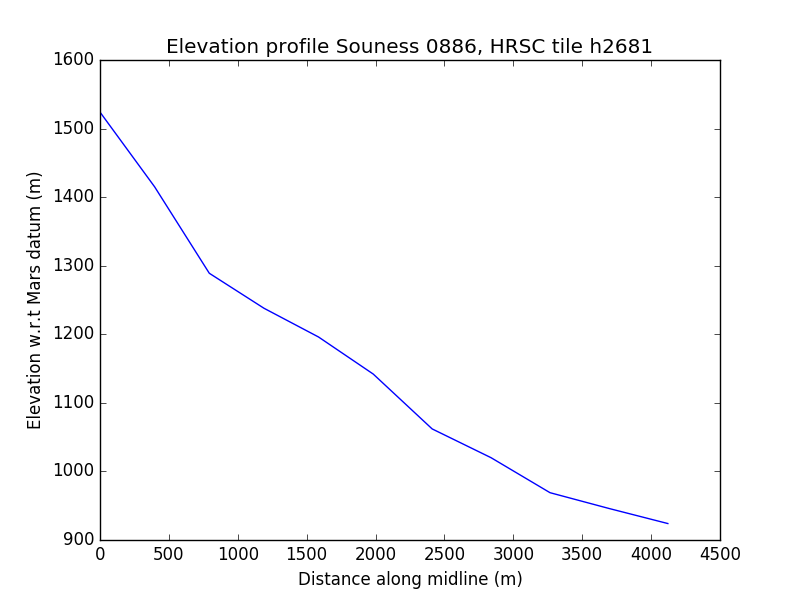 Elevation profile Souness 0886, HRSC tile h2681
1600
1500
1400
1300
1200
1100
1000
900
Elevation w.r.t Mars datum (m)
0 500 1000 1500 2000 2500 3000 3500 4000 4500
Distance along midline (m)